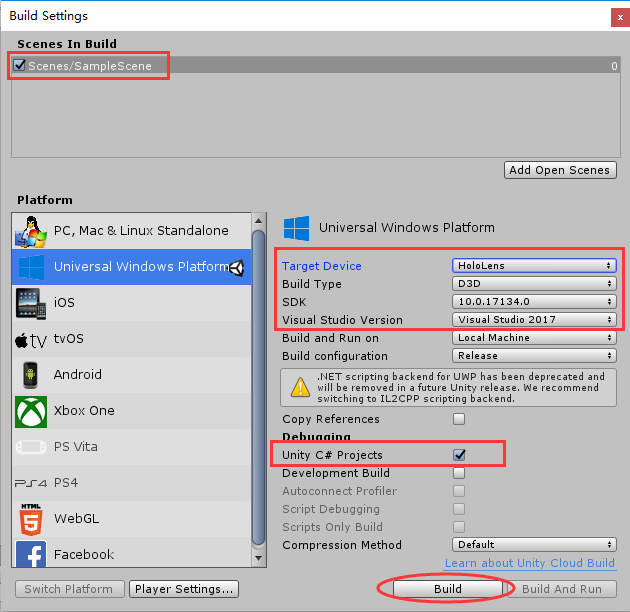 Build Settings
x
Scenes In Build
Scenes/SampleScene 0
Add Open Scenes
Platform
PC, Mac & Linux Standalone
Universal Windows Platform
iOS
tvOS
tv
Android
Xbox One
PS Vita
PS4
PS4
HTML
5
WebGL
f
Facebook
Switch Platform
Player Settings...
Universal Windows Platform
Target Device HoloLens
Build Type D3D
SDK 10.0.17134.0
Visual Studio Version Visual Studio 2017
Build and Run on Local Machine
Build configuration Release
.NET scripting backend for UWP has been deprecated and
will be removed in a future Unity release. We recommend
switching to IL2CPP scripting backend.
Copy References
Debugging
Unity C# Projects
Development Build
Autoconnect Profiler
Script Debugging
Scripts Only Build
Compression Method Default
Learn about Unity Cloud Build
Build
Build And Run